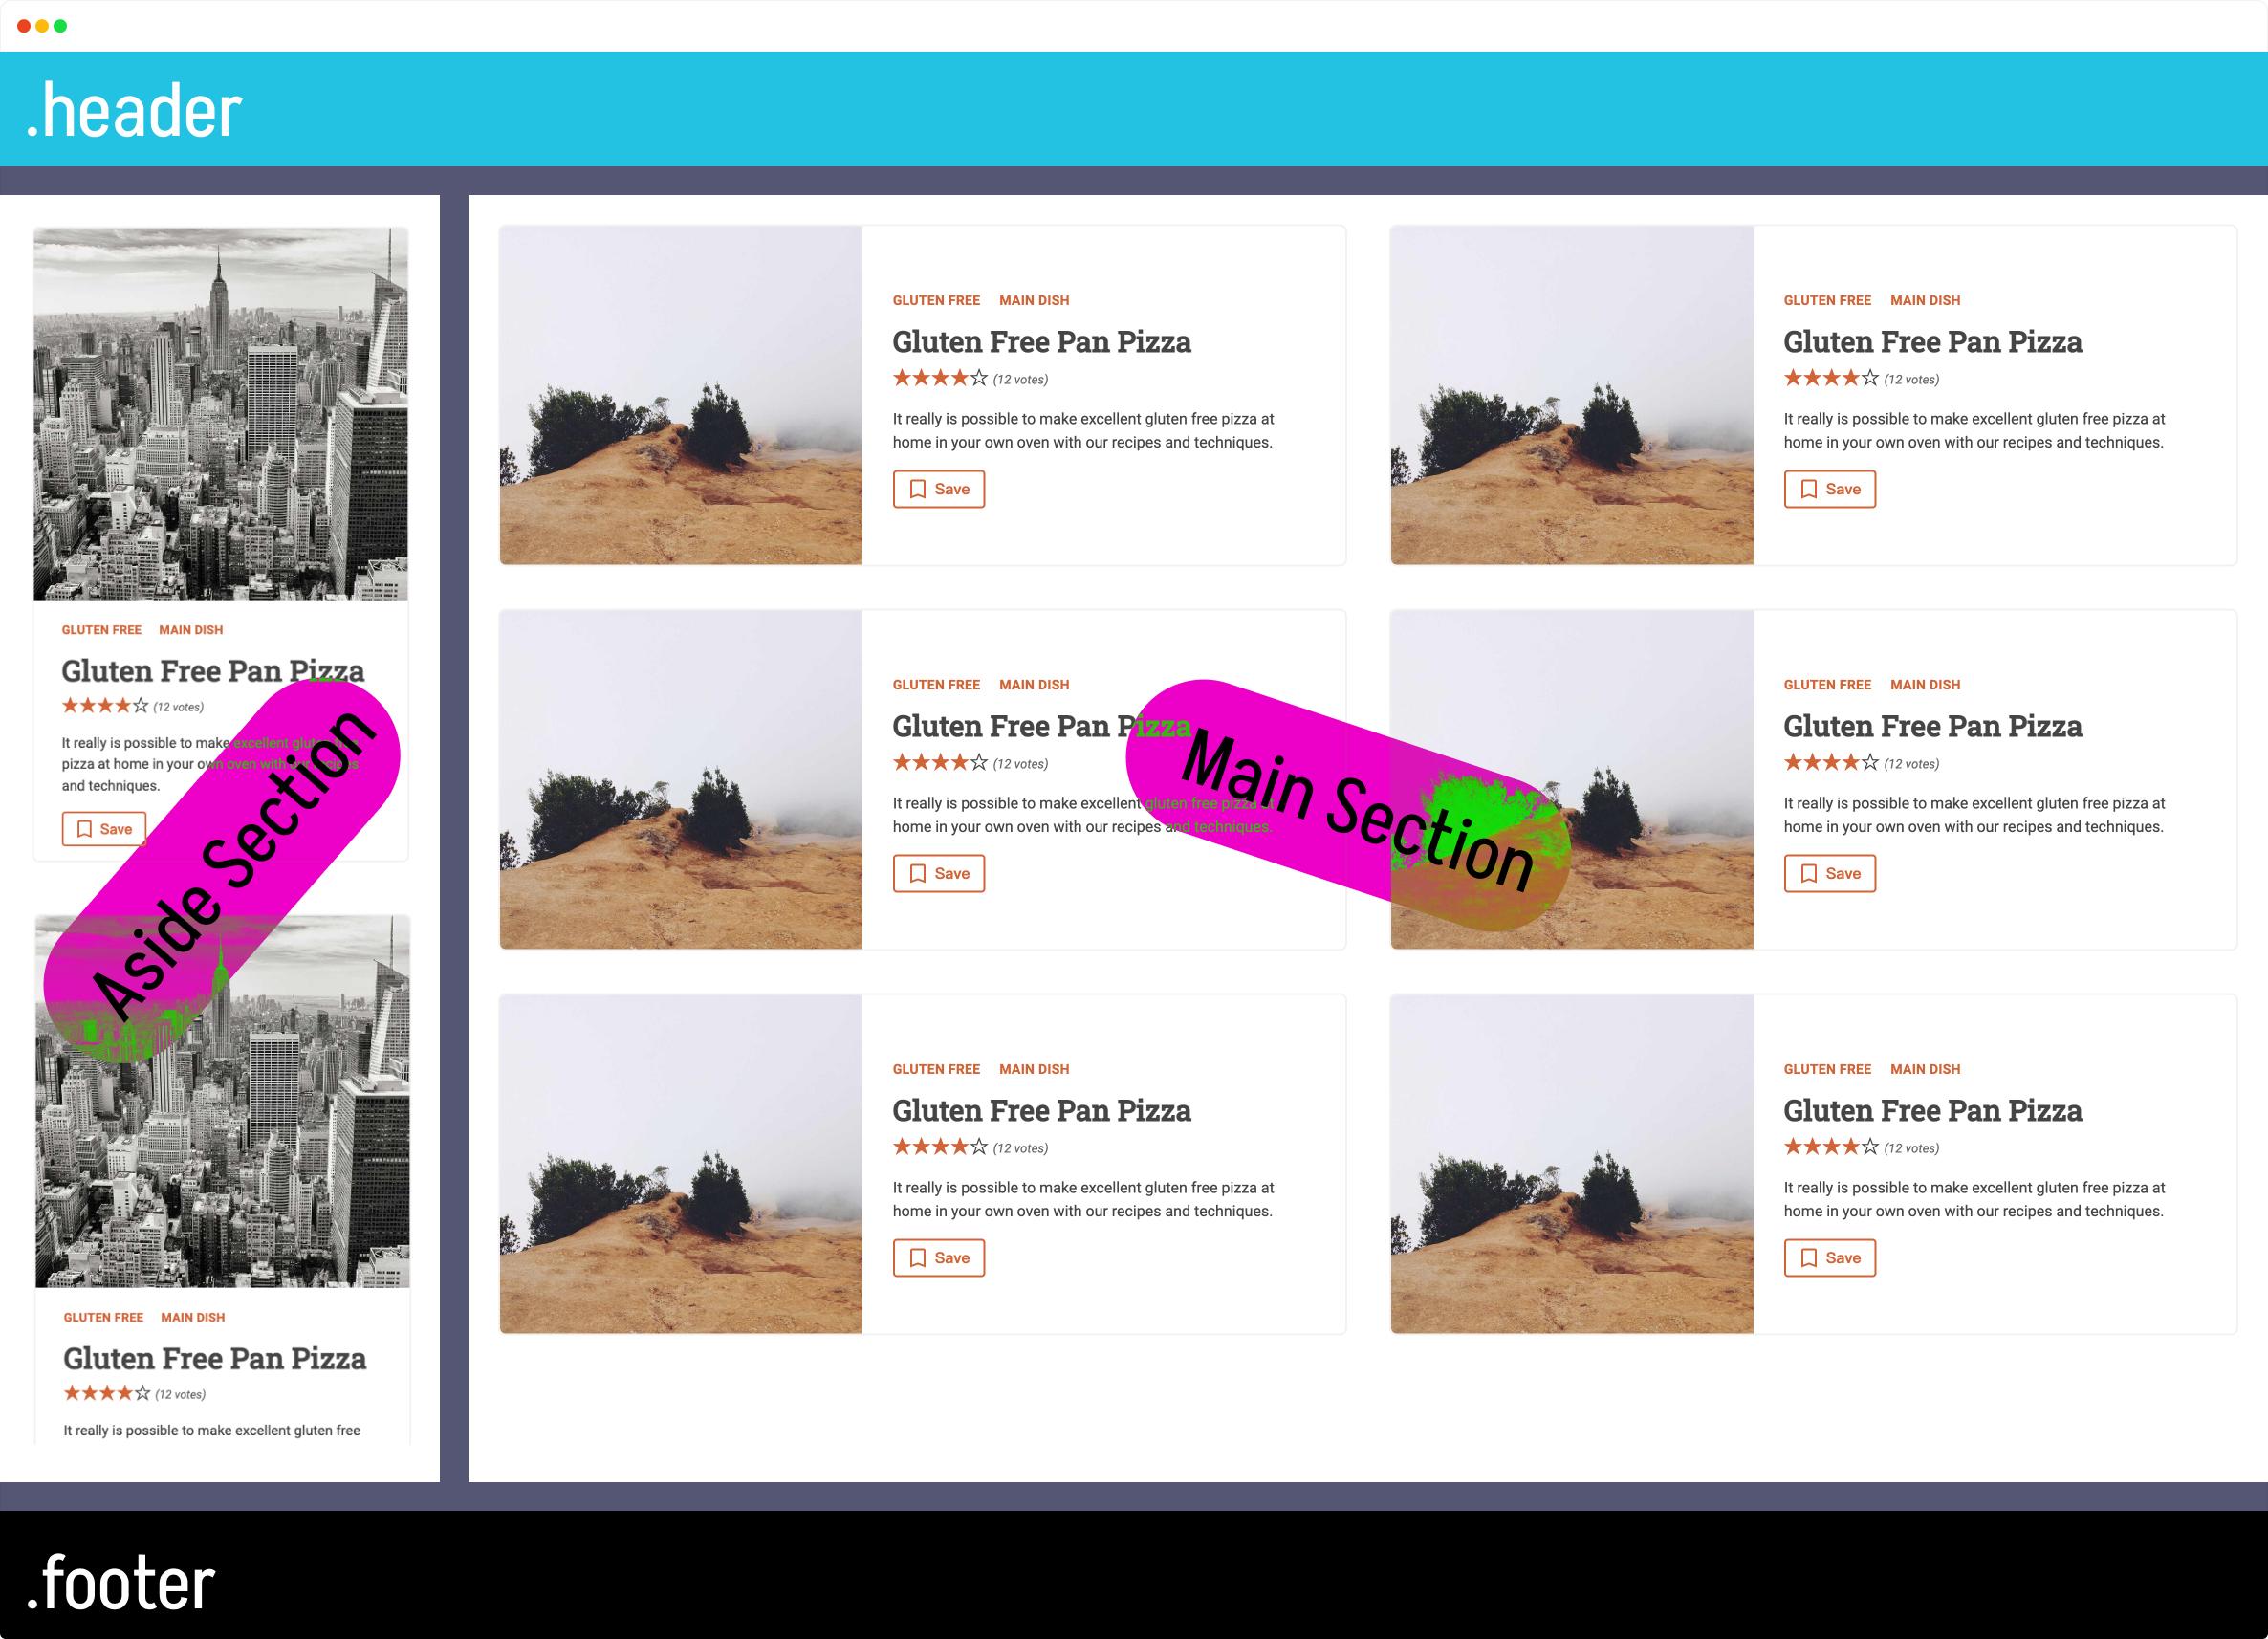 .header
GLUTEN FREE MAIN DISH
Gluten Free Pan Pizza
(12 votes)
It really is possible to make excellent gluten free
pizza at home in your own oven with our recipes
and techniques.
Save
Aside Section
GLUTEN FREE MAIN DISH
Gluten Free Pan Pizza
(12 votes)
It really is possible to make excellent gluten free
GLUTEN FREE MAIN DISH
Gluten Free Pan Pizza
(12 votes)
It really is possible to make excellent gluten free pizza at
home in your own oven with our recipes and techniques.
Save
GLUTEN FREE MAIN DISH
Gluten Free Pan Pizza
(12 votes)
It really is possible to make excellent gluten free pizza at
home in your own oven with our recipes and techniques.
Save
GLUTEN FREE MAIN DISH
Gluten Free Pan Pizza
(12 votes)
It really is possible to make excellent gluten free pizza at
home in your own oven with our recipes and techniques.
Save
Main Section
GLUTEN FREE MAIN DISH
Gluten Free Pan Pizza
(12 votes)
It really is possible to make excellent gluten free pizza at
home in your own oven with our recipes and techniques.
Save
GLUTEN FREE MAIN DISH
Gluten Free Pan Pizza
(12 votes)
It really is possible to make excellent gluten free pizza at
home in your own oven with our recipes and techniques.
Save
GLUTEN FREE MAIN DISH
Gluten Free Pan Pizza
(12 votes)
It really is possible to make excellent gluten free pizza at
home in your own oven with our recipes and techniques.
Save
.footer